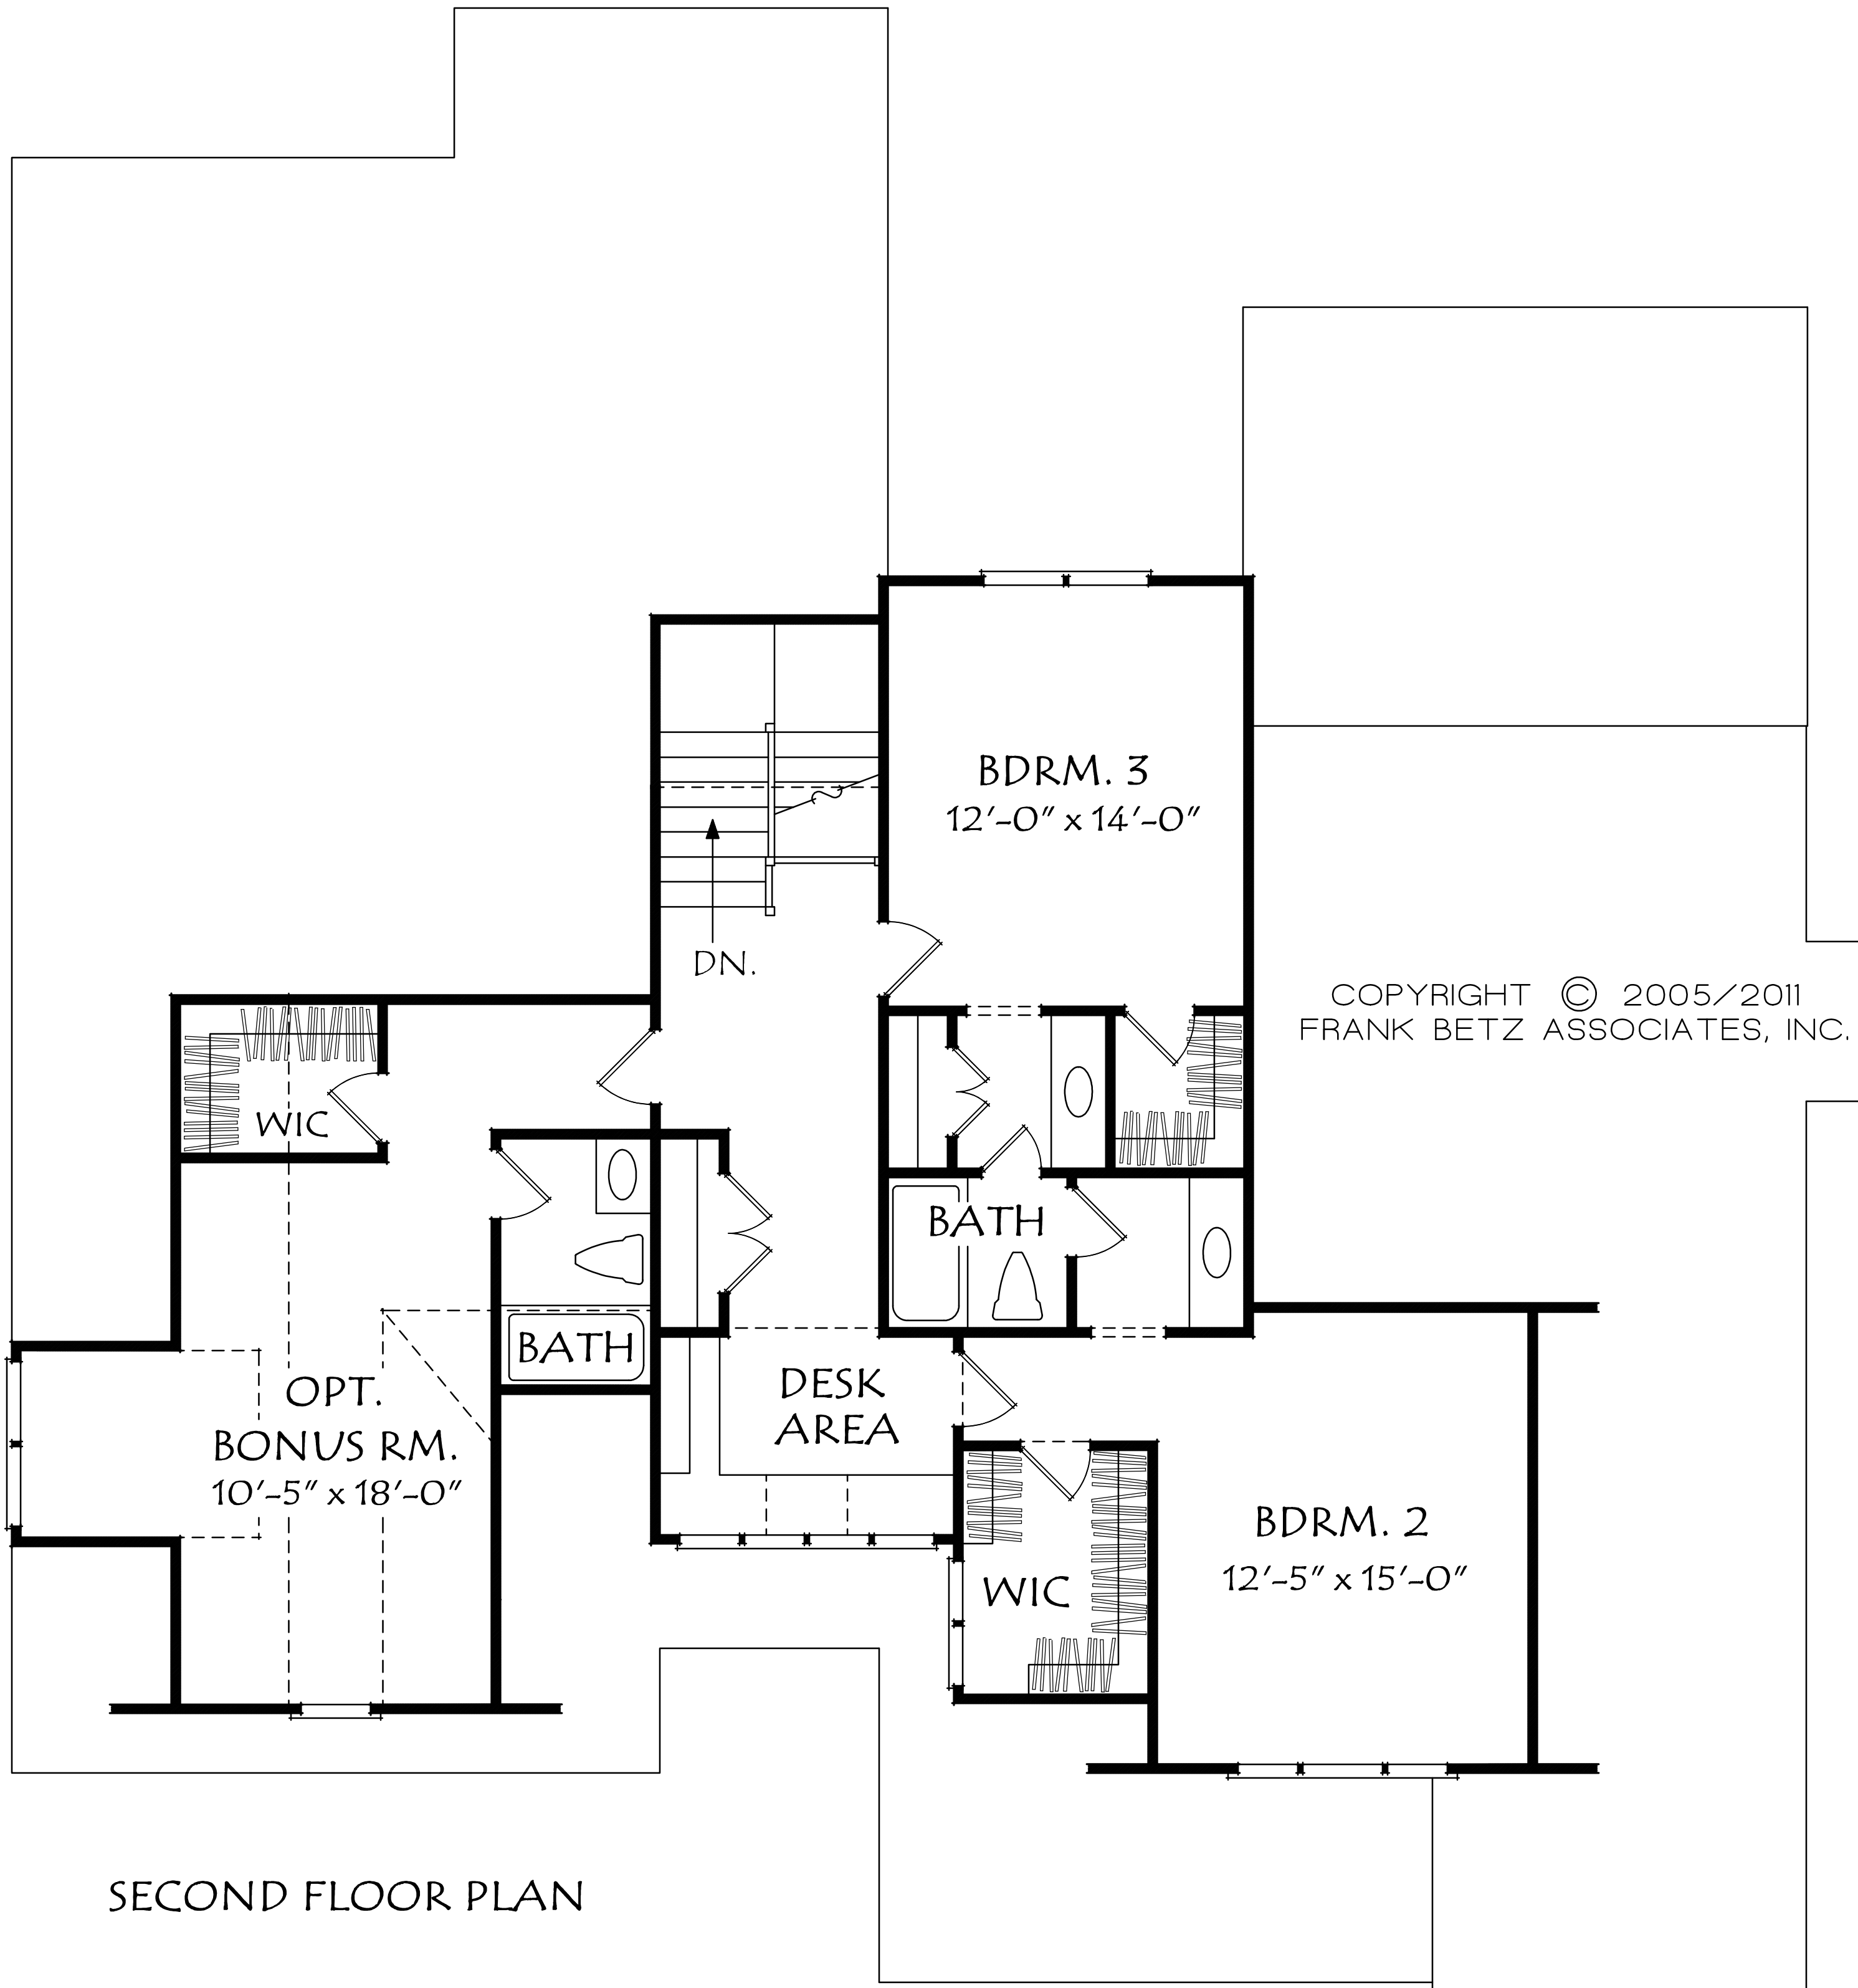 BDRM. 3
12'-0" x 14'-0"
DN.
COPYRIGHT © 2005/2011
FRANK BETZ ASSOCIATES, INC.
WIC
BATH
BATH
DESK
AREA
OPT.
BONUS RM.
10'-5" x 18'-0"
BDRM. 2
12'-5" x 15'-0"
WIC
SECOND FLOOR PLAN